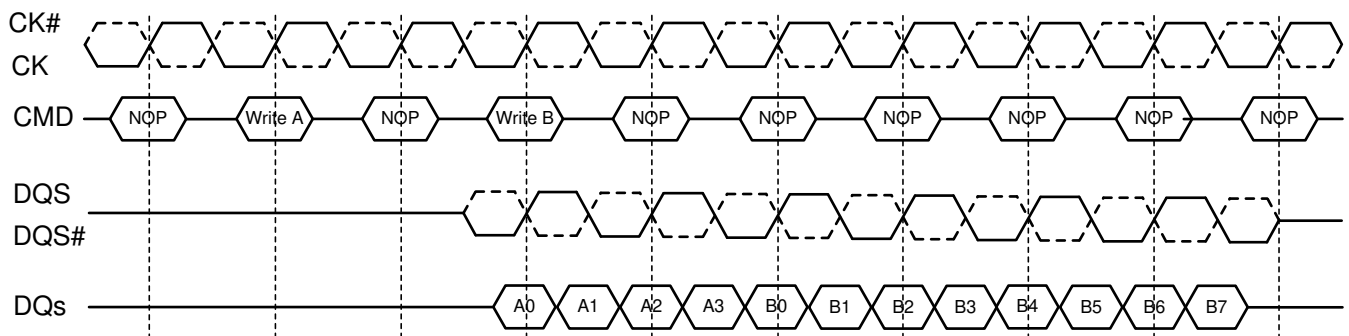 CK#
CK
CMD NOP Write A NOP Write B NOP NOP NOP NOP NOP NOP
DQS
DQS#
DQs A0 A1 A2 A3 B0 B1 B2 B3 B4 B5 B6 B7